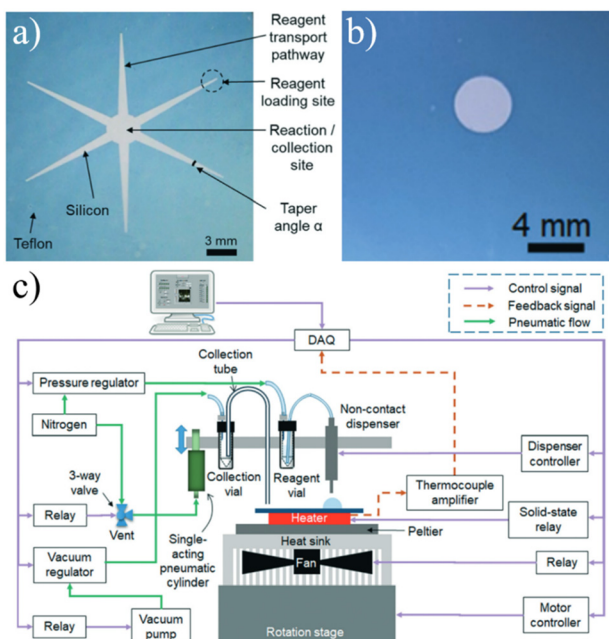 a)
Reagent
transport
pathway
Reagent
loading site
Reaction /
collection
site
Silicon
Teflon
Taper
angle α
3 mm
b)
4 mm
c)
Control signal
Feedback signal
Pneumatic flow
DAQ
Collection
tube
Pressure regulator
Nitrogen
Non-contact
dispenser
3-way
valve
Collection
vial
Reagent
vial
Dispenser
controller
Thermocouple
amplifier
Relay
Vent
Heater
Solid-state
relay
Peltier
Single-
acting
pneumatic
cylinder
Heat sink
Vacuum
regulator
Fan
Relay
Relay
Vacuum
pump
Rotation stage
Motor
controller